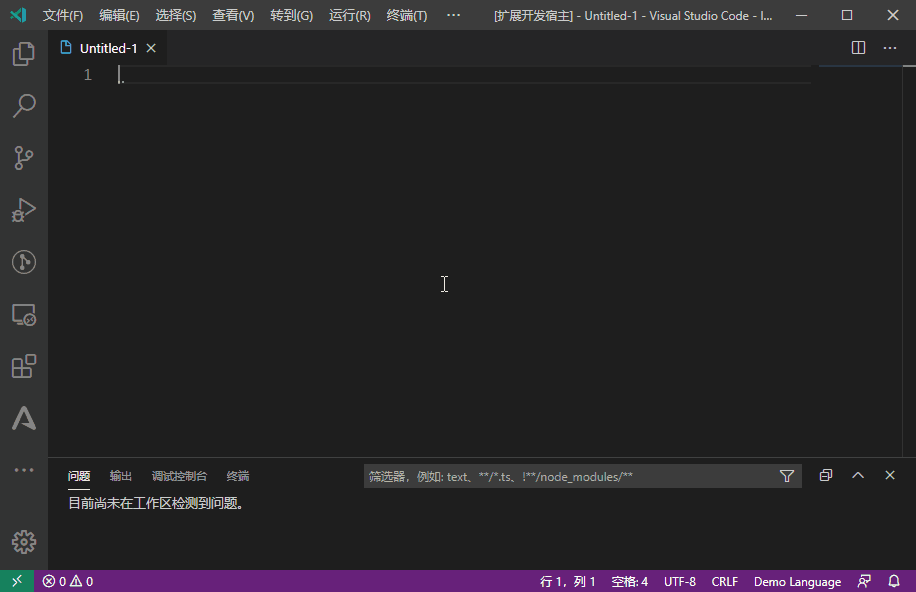 文件(F) 编辑(E) 选择(S) 查看(V) 转到(G) 运行(R) 终端(T) ··· [扩展开发宿主] - Untitled-1 - Visual Studio Code - I...
Untitled-1
1
问题 输出 调试控制台 终端 筛选器，例如: text、**/*.ts、!**/node_modules/**
目前尚未在工作区检测到问题。
0 0 行 1，列 1 空格: 4 UTF-8 CRLF Demo Language